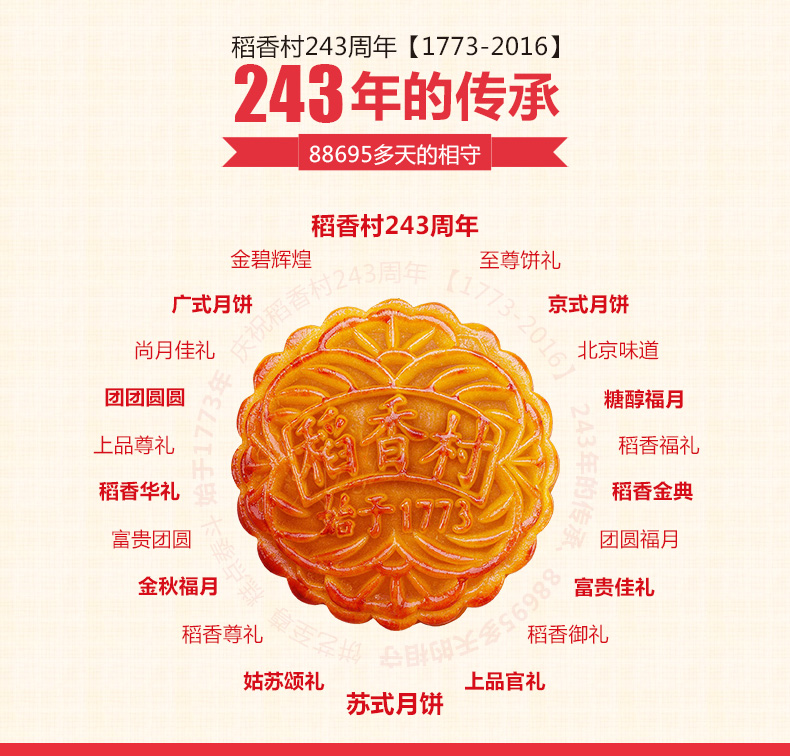 稻香村243周年【1773-2016】
243年的传承
88695多天的相守
稻香村243周年
金碧辉煌 至尊饼礼
广式月饼 京式月饼
尚月佳礼 北京味道
团团圆圆 糖醇福月
上品尊礼 稻香福礼
稻香华礼 稻香金典
富贵团圆 团圆福月
金秋福月 富贵佳礼
稻香尊礼 稻香御礼
姑苏颂礼 上品官礼
苏式月饼
稻香村
始于1773
庆祝稻香村243周年【1773-2016】
243年的传承，88695多天的相守
饼艺至尊
始于1773年